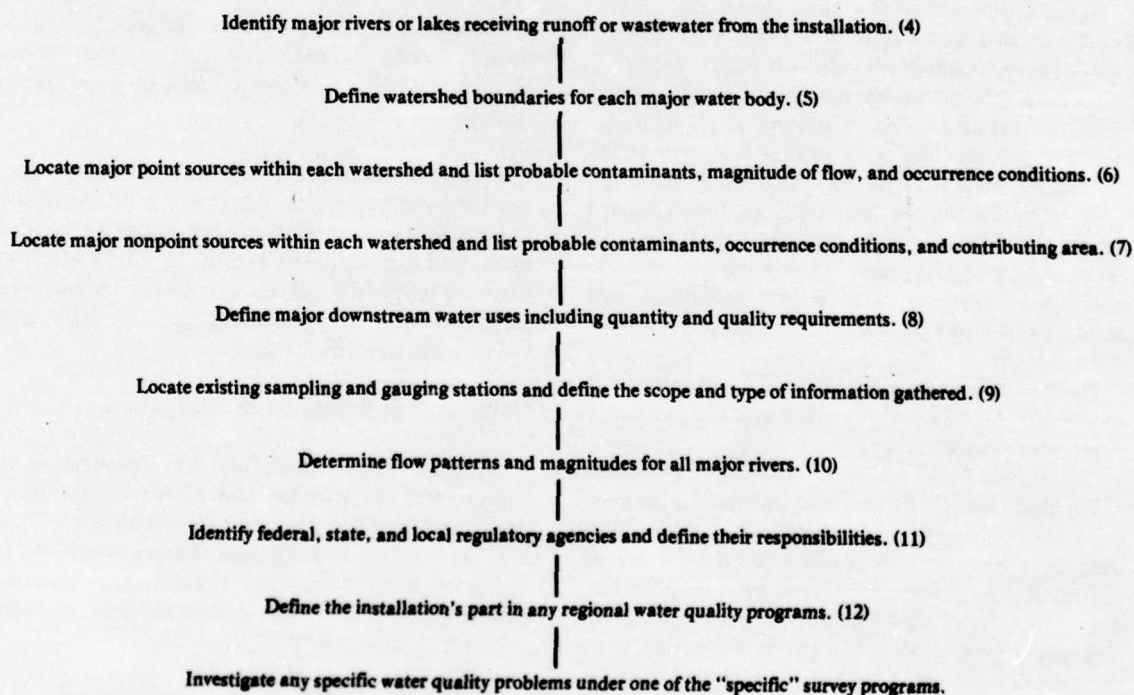 Identify major rivers or lakes receiving runoff or wastewater from the installation. (4)
Define watershed boundaries for each major water body. (5)
Locate major point sources within each watershed and list probable contaminants, magnitude of flow, and occurrence conditions. (6)
Locate major nonpoint sources within each watershed and list probable contaminants, occurrence conditions, and contributing area. (7)
Define major downstream water uses including quantity and quality requirements. (8)
Locate existing sampling and gauging stations and define the scope and type of information gathered. (9)
Determine flow patterns and magnitudes for all major rivers. (10)
Identify federal, state, and local regulatory agencies and define their responsibilities. (11)
Define the installation's part in any regional water quality programs. (12)
Investigate any specific water quality problems under one of the "specific" survey programs.